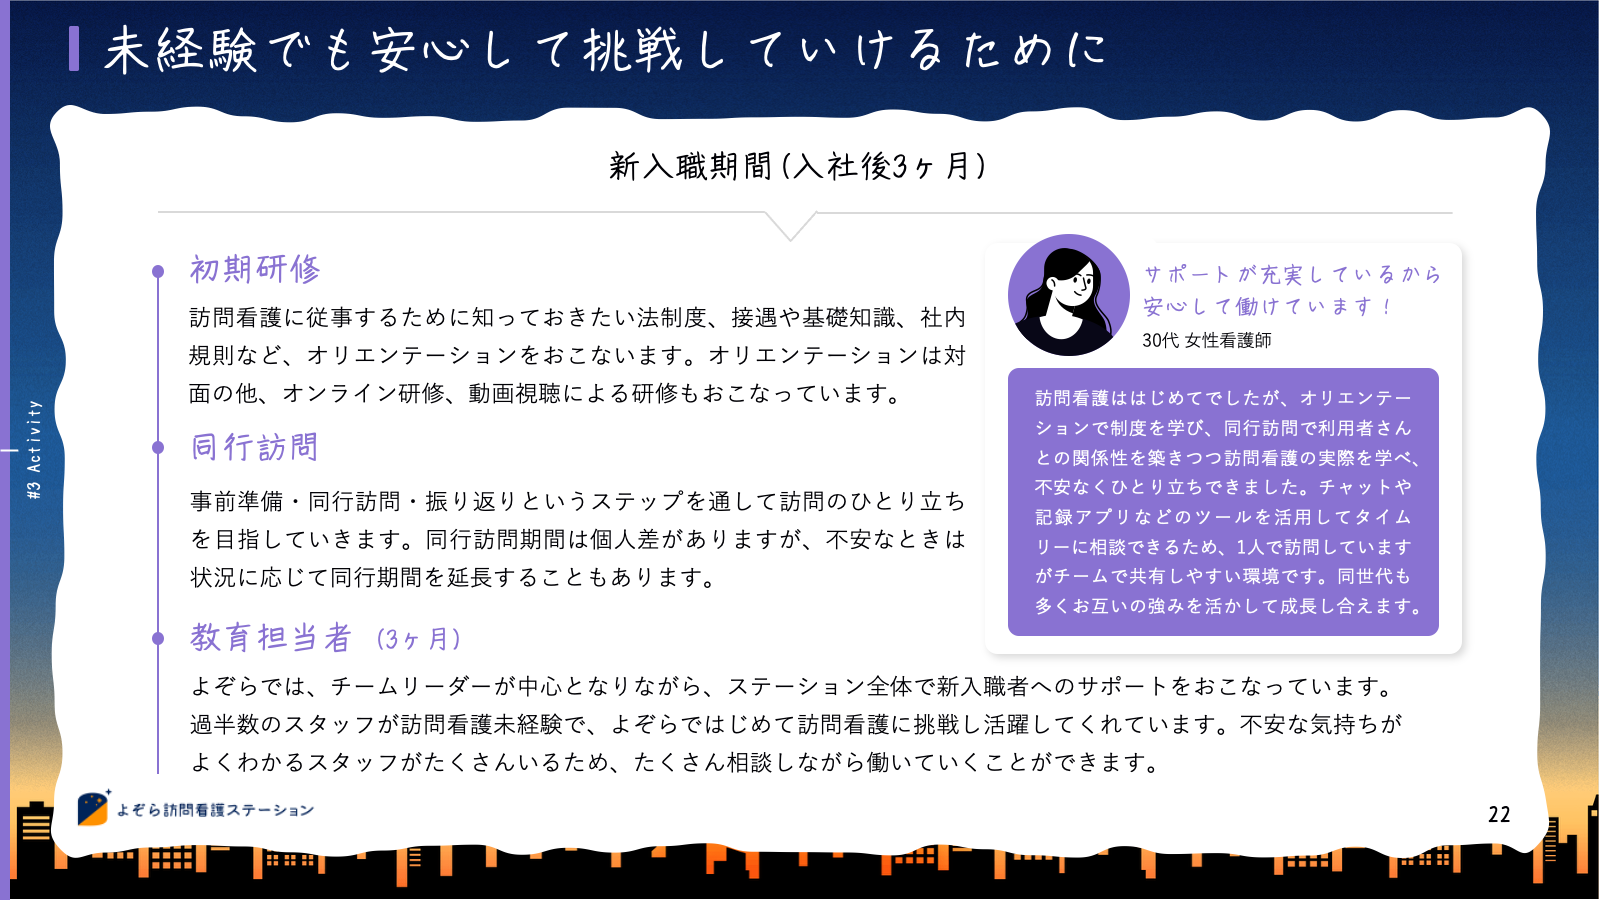 未経験でも安心して挑戦していけるために
新入職期間(入社後3ヶ月)
初期研修
訪問看護に従事するために知っておきたい法制度、接遇や基礎知識、社内
規則など、オリエンテーションをおこないます。オリエンテーションは対
面の他、オンライン研修、動画視聴による研修もおこなっています。
同行訪問
事前準備・同行訪問・振り返りというステップを通して訪問のひとり立ち
を目指していきます。同行訪問期間は個人差がありますが、不安なときは
状況に応じて同行期間を延長することもあります。
教育担当者 (3ヶ月)
よぞらでは、チームリーダーが中心となりながら、ステーション全体で新入職者へのサポートをおこなっています。
過半数のスタッフが訪問看護未経験で、よぞらではじめて訪問看護に挑戦し活躍してくれています。不安な気持ちが
よくわかるスタッフがたくさんいるため、たくさん相談しながら働いていくことができます。
サポートが充実しているから
安心して働けています！
30代 女性看護師
訪問看護ははじめてでしたが、オリエンテー
ションで制度を学び、同行訪問で利用者さん
との関係性を築きつつ訪問看護の実際を学べ、
不安なくひとり立ちできました。チャットや
記録アプリなどのツールを活用してタイム
リーに相談できるため、1人で訪問しています
がチームで共有しやすい環境です。同世代も
多くお互いの強みを活かして成長し合えます。
#3 Activity
よぞら訪問看護ステーション
22